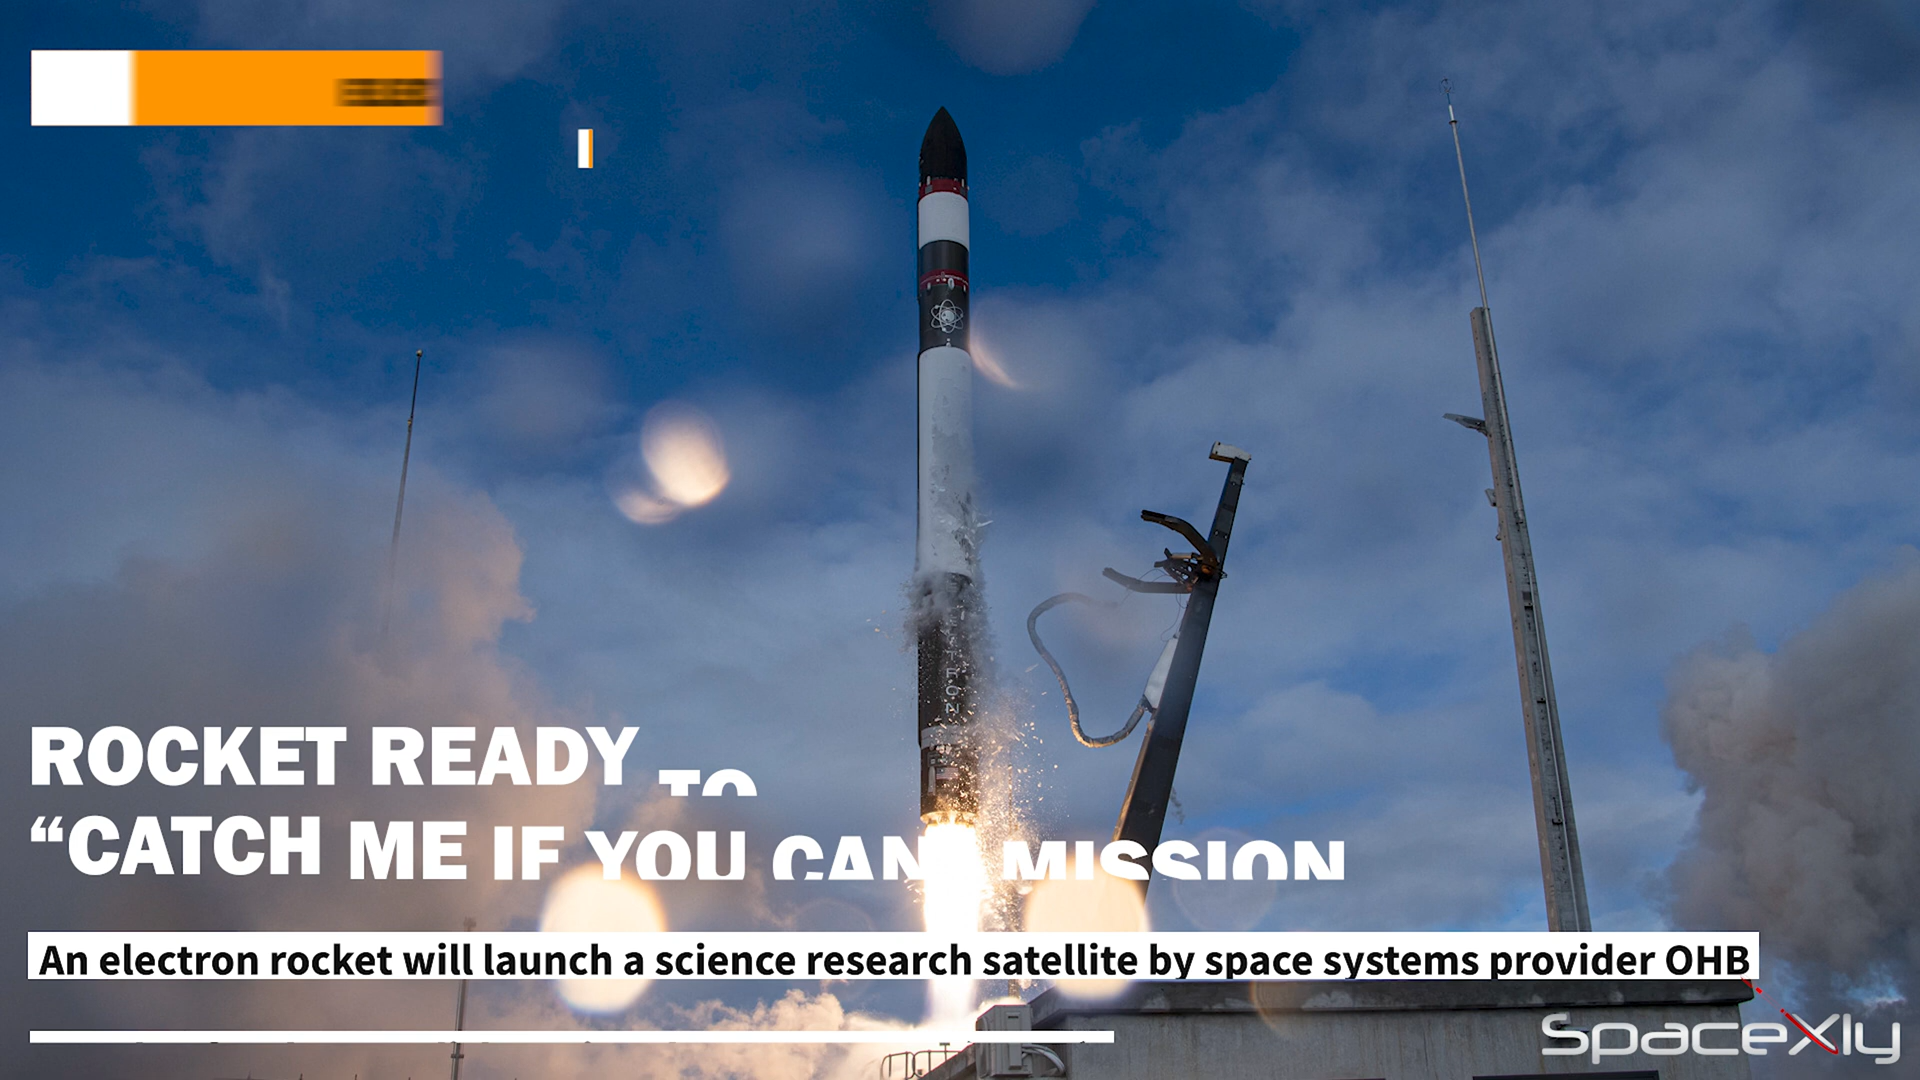 ROCKET READY TO
“CATCH ME IF YOU CAN MISSION
An electron rocket will launch a science research satellite by space systems provider OHB
SpaceXly